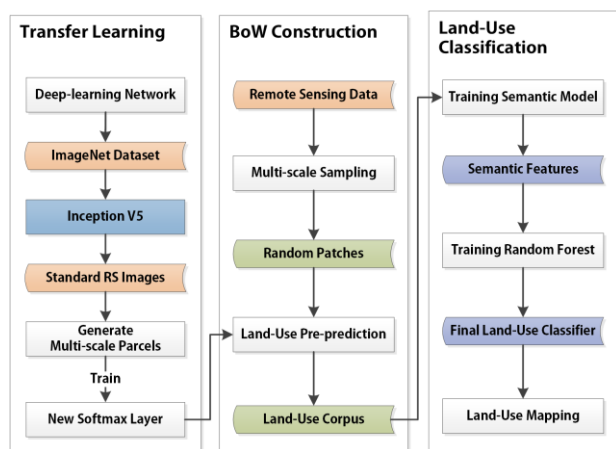 Transfer Learning
Deep-learning Network
ImageNet Dataset
Inception V5
Standard RS Images
Generate
Multi-scale Parcels
Train
New Softmax Layer
BoW Construction
Remote Sensing Data
Multi-scale Sampling
Random Patches
Land-Use Pre-prediction
Land-Use Corpus
Land-Use
Classification
Training Semantic Model
Semantic Features
Training Random Forest
Final Land-Use Classifier
Land-Use Mapping